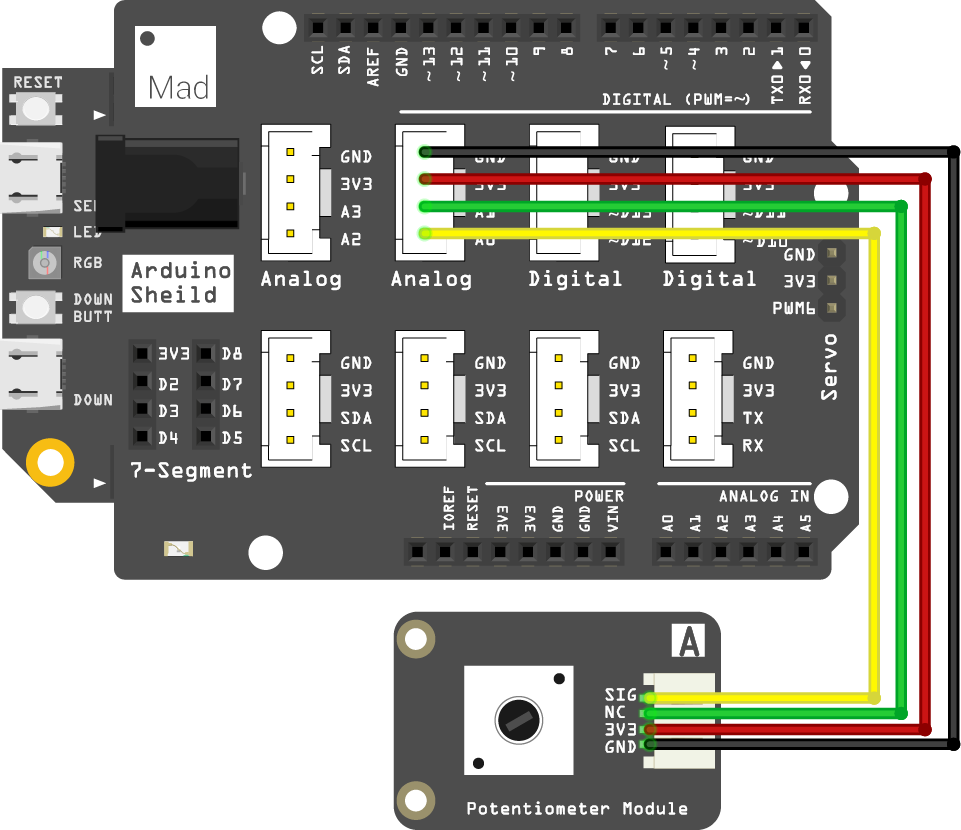 SCL SDA AREF GND ~13 ~12 ~11 ~10 9 8 7 6 ~5 ~4 3 2 TX0▶1 RX0◀0
DIGITAL (PWM=~)
Mad
RESET
SER
LED
RGB
DOWN
BUTT
DOWN
Arduino
Sheild
GND
3V3
A3
A2
Analog
GND
3V3
A1
A0
Analog
GND
3V3
~D13
~D12
Digital
GND
3V3
~D11
~D10
Digital
GND
3V3
PWM6
Servo
3V3 D8
D2 D7
D3 D6
D4 D5
7-Segment
GND
3V3
SDA
SCL
GND
3V3
SDA
SCL
GND
3V3
SDA
SCL
GND
3V3
TX
RX
POWER
IOREF RESET 3V3 3V3 GND GND VIN
ANALOG IN
A0 A1 A2 A3 A4 A5
A
SIG
NC
3V3
GND
Potentiometer Module